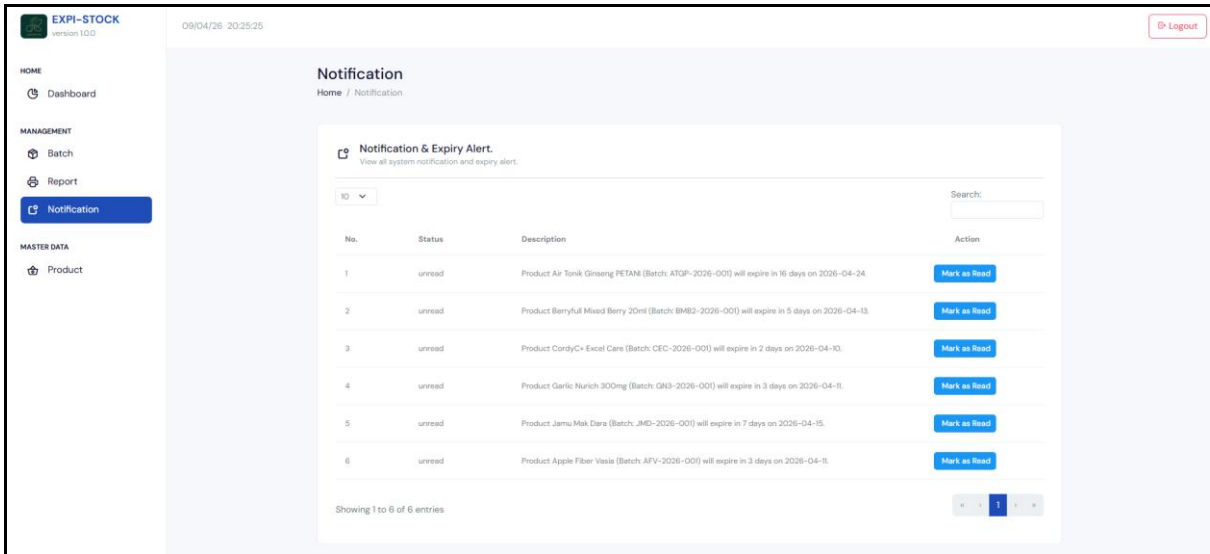 EXPI-STOCK
version 1.0.0
09/04/26 20:25:25
Logout
HOME
Dashboard
MANAGEMENT
Batch
Report
Notification
MASTER DATA
Product
Notification
Home / Notification
Notification & Expiry Alert.
View all system notification and expiry alert.
10
Search:
No. Status Description Action
1 unread Product Air Tonik Ginseng PETANI (Batch: ATGP-2026-001) will expire in 16 days on 2026-04-24. Mark as Read
2 unread Product Berryfull Mixed Berry 20ml (Batch: BMB2-2026-001) will expire in 5 days on 2026-04-13. Mark as Read
3 unread Product CordyC+ Excel Care (Batch: CEC-2026-001) will expire in 2 days on 2026-04-10. Mark as Read
4 unread Product Garlic Nurich 300mg (Batch: GN3-2026-001) will expire in 3 days on 2026-04-11. Mark as Read
5 unread Product Jamu Mak Dara (Batch: JMD-2026-001) will expire in 7 days on 2026-04-15. Mark as Read
6 unread Product Apple Fiber Vasia (Batch: AFV-2026-001) will expire in 3 days on 2026-04-11. Mark as Read
Showing 1 to 6 of 6 entries
« ‹ 1 › »